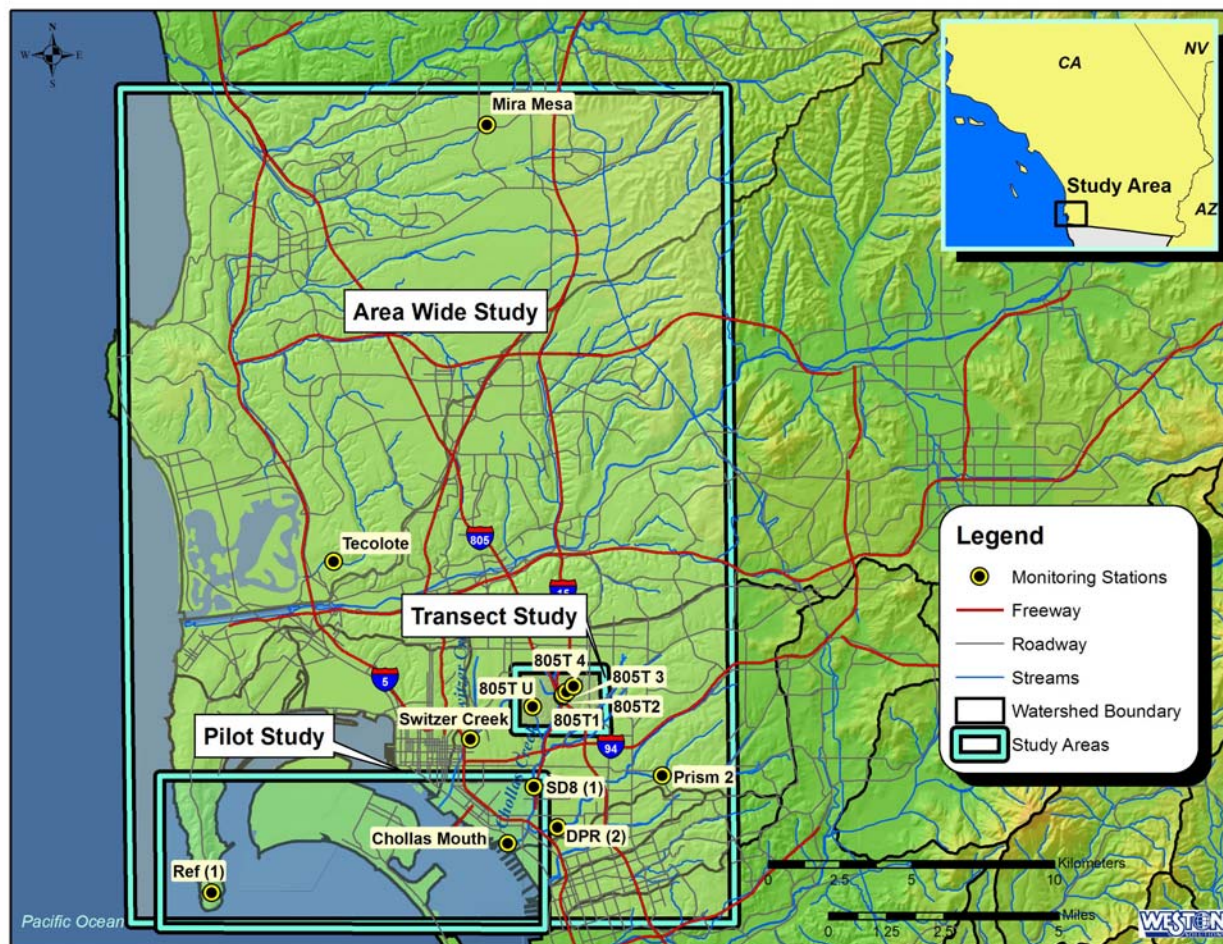 N
W E
S
Mira Mesa
CA
NV
Study Area
AZ
Area Wide Study
Tecolote
805
15
Transect Study
805T 4
805T 3
805T U
805T2
5
Switzer Creek
805T1
94
Pilot Study
Prism 2
SD8 (1)
Chollas Creek
DPR (2)
Chollas Mouth
Ref (1)
Legend
Monitoring Stations
Freeway
Roadway
Streams
Watershed Boundary
Study Areas
Kilometers
0 2.5 5 10
Miles
0 1.25 2.5 5
Pacific Ocean
WESTON
SOLUTIONS